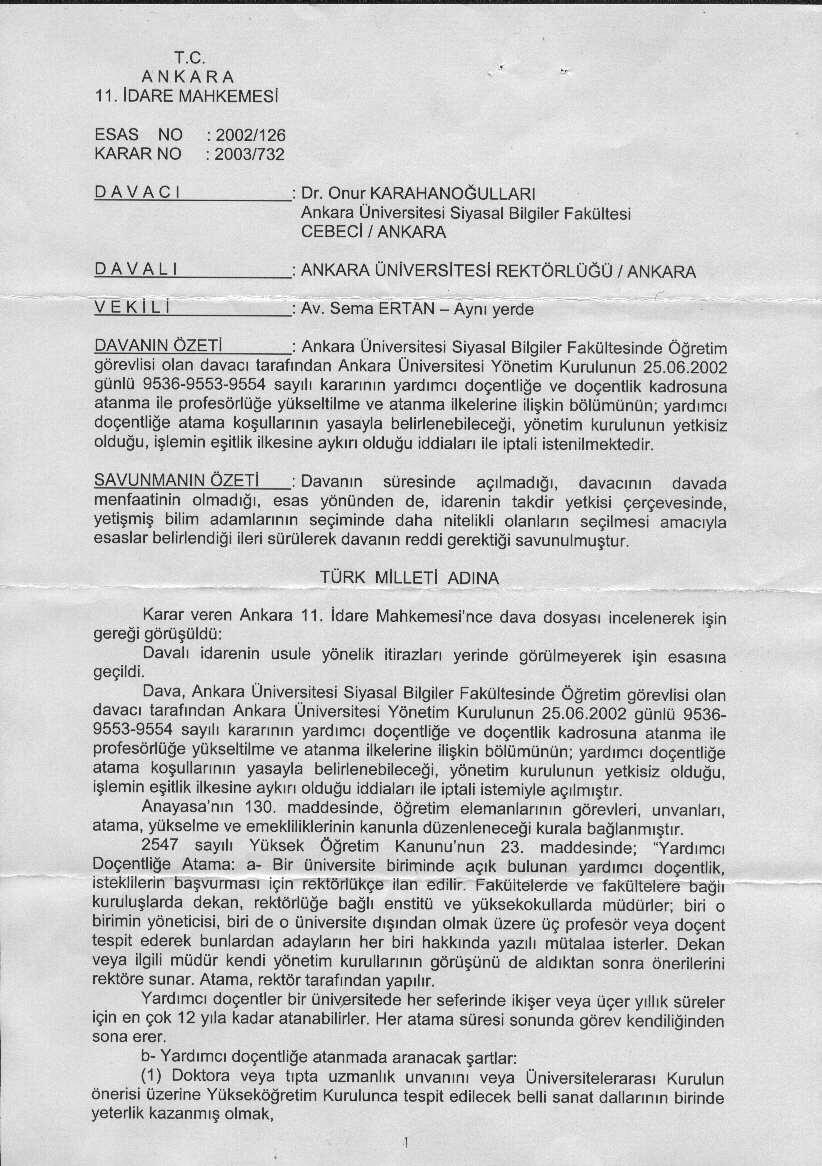 T.C.
A N K A R A
11. İDARE MAHKEMESİ
ESAS NO : 2002/126
KARAR NO : 2003/732
D A V A C I : Dr. Onur KARAHANOĞULLARI
Ankara Üniversitesi Siyasal Bilgiler Fakültesi
CEBECİ / ANKARA
D A V A L I : ANKARA ÜNİVERSİTESİ REKTÖRLÜĞÜ / ANKARA
V E K İ L İ : Av. Sema ERTAN – Aynı yerde
DAVANIN ÖZETİ : Ankara Üniversitesi Siyasal Bilgiler Fakültesinde Öğretim
görevlisi olan davacı tarafından Ankara Üniversitesi Yönetim Kurulunun 25.06.2002
günlü 9536-9553-9554 sayılı kararının yardımcı doçentliğe ve doçentlik kadrosuna
atanma ile profesörlüğe yükseltilme ve atanma ilkelerine ilişkin bölümünün; yardımcı
doçentliğe atama koşullarının yasayla belirlenebileceği, yönetim kurulunun yetkisiz
olduğu, işlemin eşitlik ilkesine aykırı olduğu iddiaları ile iptali istenilmektedir.
SAVUNMANIN ÖZETİ : Davanın süresinde açılmadığı, davacının davada
menfaatinin olmadığı, esas yönünden de, idarenin takdir yetkisi çerçevesinde,
yetişmiş bilim adamlarının seçiminde daha nitelikli olanların seçilmesi amacıyla
esaslar belirlendiği ileri sürülerek davanın reddi gerektiği savunulmuştur.
TÜRK MİLLETİ ADINA
Karar veren Ankara 11. İdare Mahkemesi'nce dava dosyası incelenerek işin
gereği görüşüldü:
Davalı idarenin usule yönelik itirazları yerinde görülmeyerek işin esasına
geçildi.
Dava, Ankara Üniversitesi Siyasal Bilgiler Fakültesinde Öğretim görevlisi olan
davacı tarafından Ankara Üniversitesi Yönetim Kurulunun 25.06.2002 günlü 9536-
9553-9554 sayılı kararının yardımcı doçentliğe ve doçentlik kadrosuna atanma ile
profesörlüğe yükseltilme ve atanma ilkelerine ilişkin bölümünün; yardımcı doçentliğe
atama koşullarının yasayla belirlenebileceği, yönetim kurulunun yetkisiz olduğu,
işlemin eşitlik ilkesine aykırı olduğu iddiaları ile iptali istemiyle açılmıştır.
Anayasa'nın 130. maddesinde, öğretim elemanlarının görevleri, unvanları,
atama, yükselme ve emekliliklerinin kanunla düzenleneceği kurala bağlanmıştır.
2547 sayılı Yüksek Öğretim Kanunu'nun 23. maddesinde; "Yardımcı
Doçentliğe Atama: a- Bir üniversite biriminde açık bulunan yardımcı doçentlik,
isteklilerin başvurması için rektörlükçe ilan edilir. Fakültelerde ve fakültelere bağlı
kuruluşlarda dekan, rektörlüğe bağlı enstitü ve yüksekokullarda müdürler; biri o
birimin yöneticisi, biri de o üniversite dışından olmak üzere üç profesör veya doçent
tespit ederek bunlardan adayların her biri hakkında yazılı mütalaa isterler. Dekan
veya ilgili müdür kendi yönetim kurullarının görüşünü de aldıktan sonra önerilerini
rektöre sunar. Atama, rektör tarafından yapılır.
Yardımcı doçentler bir üniversitede her seferinde ikişer veya üçer yıllık süreler
için en çok 12 yıla kadar atanabilirler. Her atama süresi sonunda görev kendiliğinden
sona erer.
b- Yardımcı doçentliğe atanmada aranacak şartlar:
(1) Doktora veya tıpta uzmanlık unvanını veya Üniversitelerarası Kurulun
önerisi üzerine Yükseköğretim Kurulunca tespit edilecek belli sanat dallarının birinde
yeterlik kazanmış olmak,
1